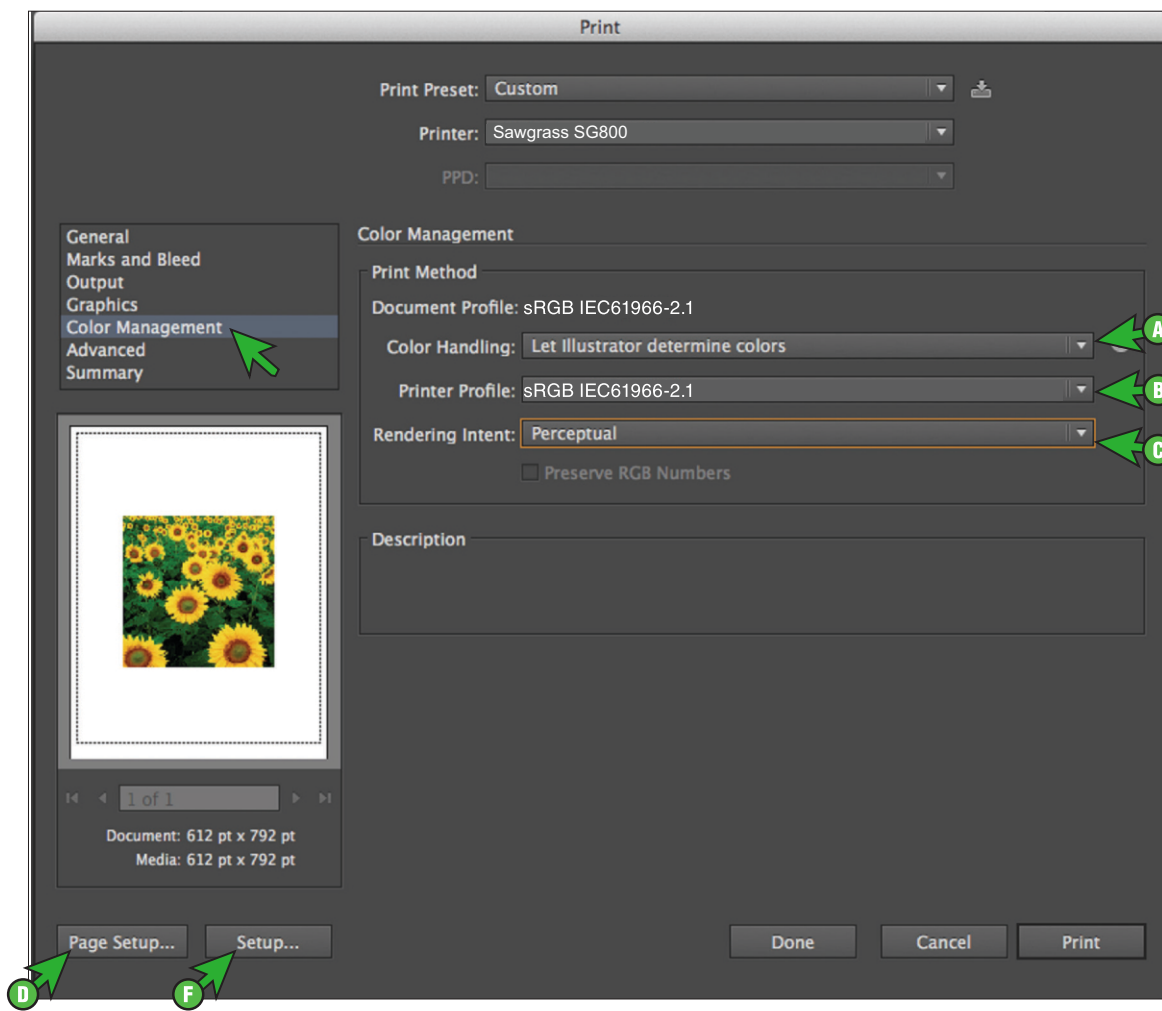 Print
Print Preset: Custom
Printer: Sawgrass SG800
PPD:
General
Marks and Bleed
Output
Graphics
Color Management
Advanced
Summary
Color Management
Print Method
Document Profile: sRGB IEC61966-2.1
Color Handling: Let Illustrator determine colors
A
Printer Profile: sRGB IEC61966-2.1
B
Rendering Intent: Perceptual
C
Preserve RGB Numbers
Description
1 of 1
Document: 612 pt x 792 pt
Media: 612 pt x 792 pt
Page Setup...
Setup...
Done
Cancel
Print
D
F